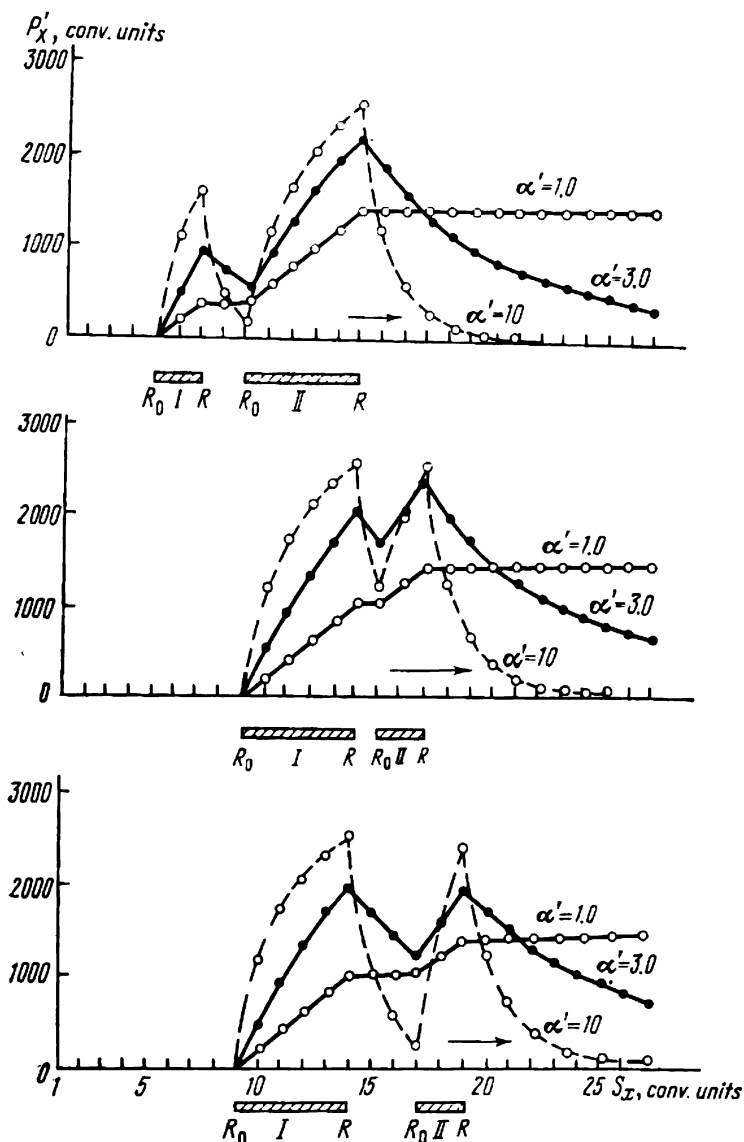 P'x, conv. units
3000
2000
1000
0
α'=1.0
α'=3.0
α'=10
R0 I R R0 II R
3000
2000
1000
0
α'=1.0
α'=3.0
α'=10
R0 I R R0 II R
3000
2000
1000
0
α'=1.0
α'=3.0
α'=10
1 5 10 15 20 25 Sx, conv. units
R0 I R R0 II R